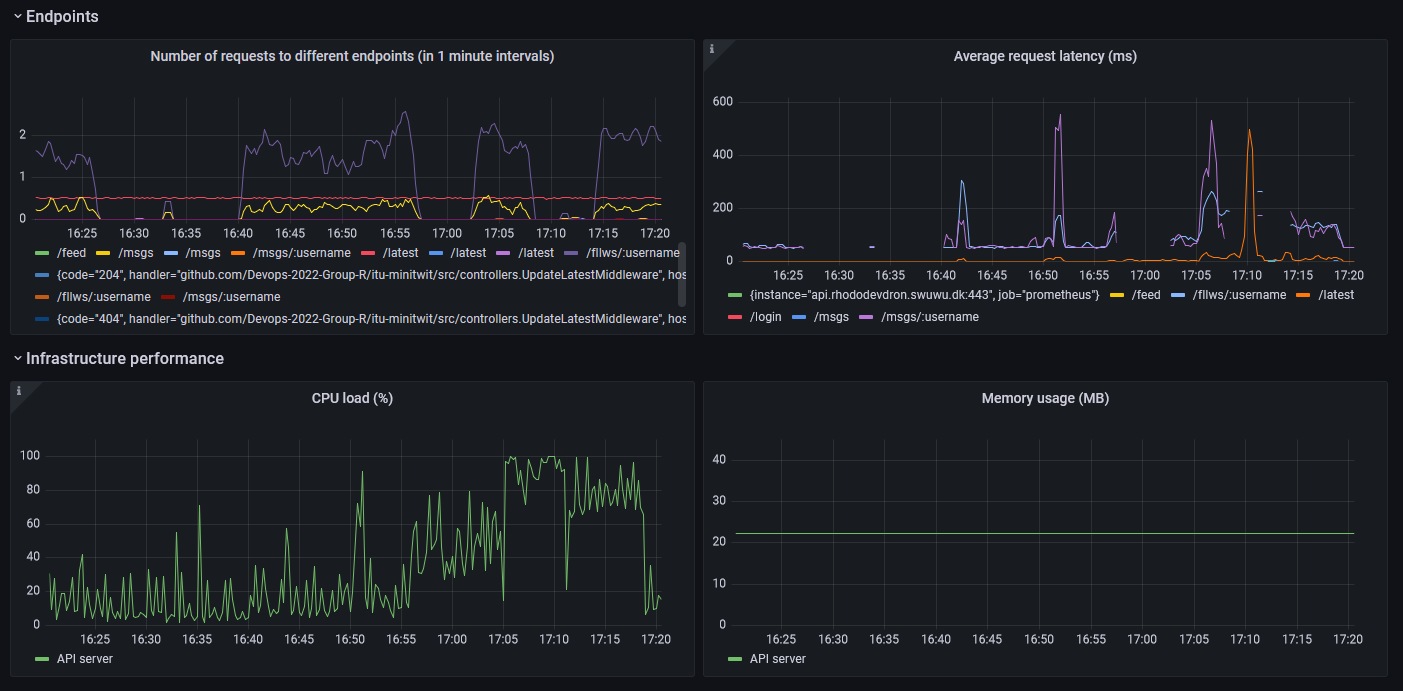 Endpoints
Number of requests to different endpoints (in 1 minute intervals)
2
1
0
16:25 16:30 16:35 16:40 16:45 16:50 16:55 17:00 17:05 17:10 17:15 17:20
/feed /msgs /msgs /msgs/:username /latest /latest /latest /fllws/:username
{code="204", handler="github.com/Devops-2022-Group-R/itu-minitwit/src/controllers.UpdateLatestMiddleware", hos
/fllws/:username /msgs/:username
{code="404", handler="github.com/Devops-2022-Group-R/itu-minitwit/src/controllers.UpdateLatestMiddleware", hos
i
Average request latency (ms)
600
400
200
0
16:25 16:30 16:35 16:40 16:45 16:50 16:55 17:00 17:05 17:10 17:15 17:20
{instance="api.rhododevdron.swuwu.dk:443", job="prometheus"} /feed /fllws/:username /latest
/login /msgs /msgs/:username
Infrastructure performance
i
CPU load (%)
100
80
60
40
20
0
16:25 16:30 16:35 16:40 16:45 16:50 16:55 17:00 17:05 17:10 17:15 17:20
API server
Memory usage (MB)
40
30
20
10
0
16:25 16:30 16:35 16:40 16:45 16:50 16:55 17:00 17:05 17:10 17:15 17:20
API server